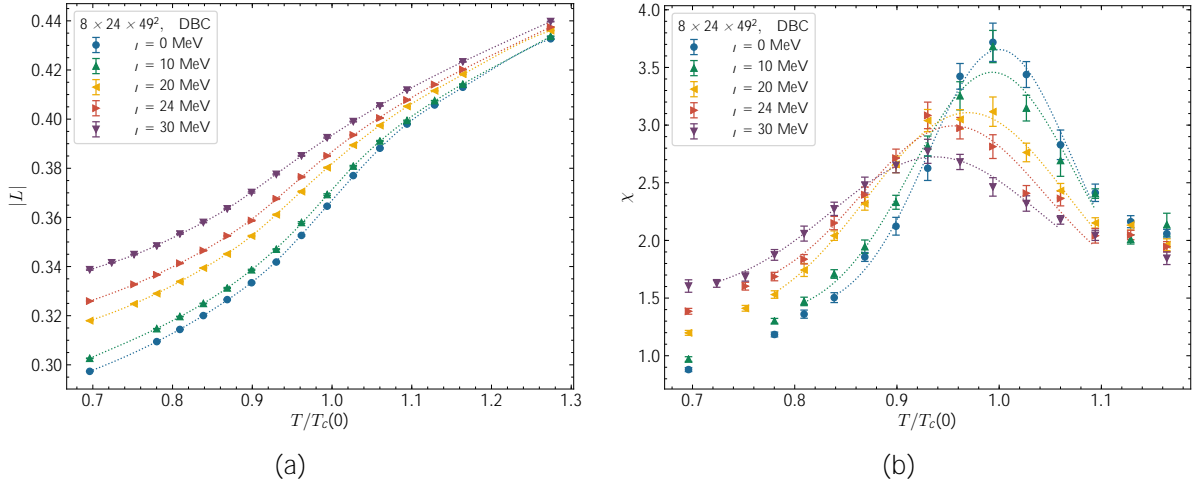 8 × 24 × 49², DBC
ı = 0 MeV
ı = 10 MeV
ı = 20 MeV
ı = 24 MeV
ı = 30 MeV
|L|
0.44
0.42
0.40
0.38
0.36
0.34
0.32
0.30
0.7 0.8 0.9 1.0 1.1 1.2 1.3
T/T_c(0)
(a)
8 × 24 × 49², DBC
ı = 0 MeV
ı = 10 MeV
ı = 20 MeV
ı = 24 MeV
ı = 30 MeV
χ
4.0
3.5
3.0
2.5
2.0
1.5
1.0
0.7 0.8 0.9 1.0 1.1
T/T_c(0)
(b)